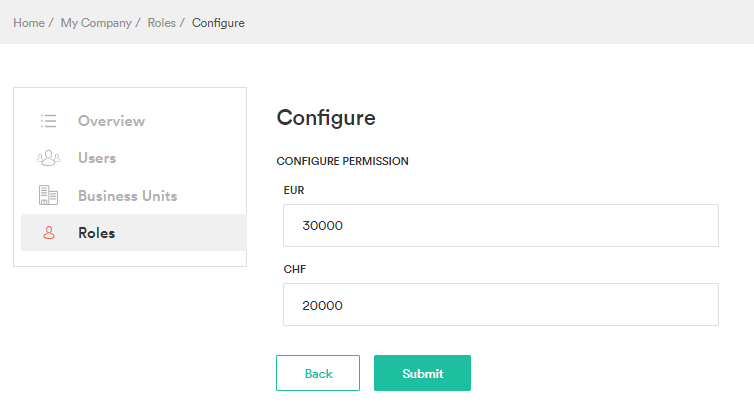 Home / My Company / Roles / Configure
Overview
Users
Business Units
Roles
Configure
CONFIGURE PERMISSION
EUR
30000
CHF
20000
Back
Submit